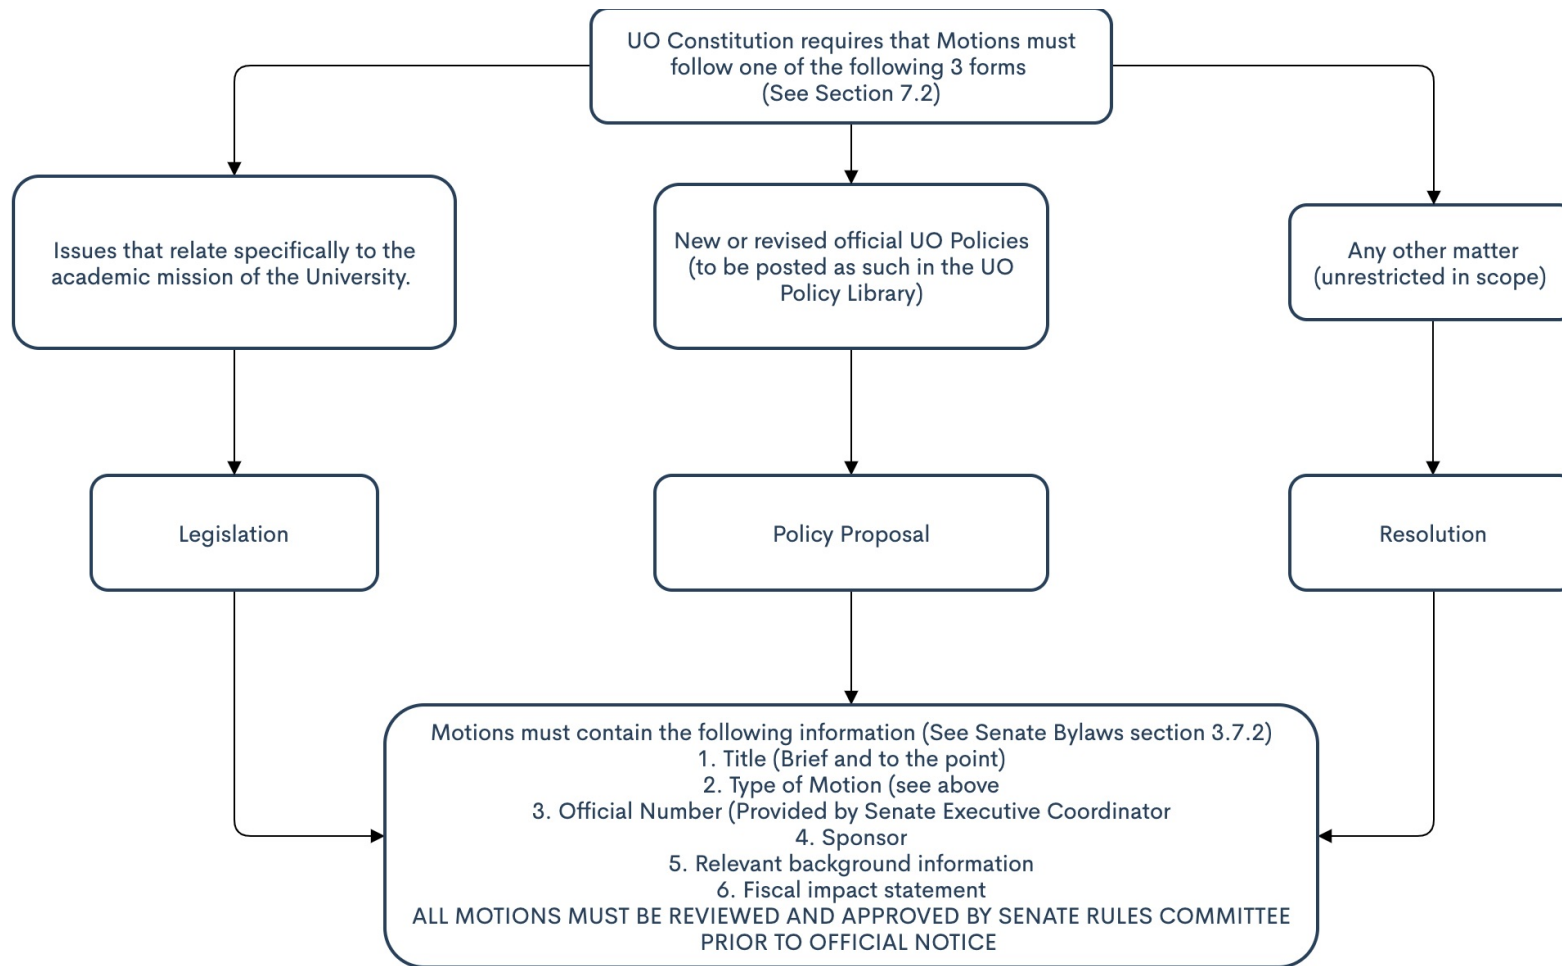 UO Constitution requires that Motions must
follow one of the following 3 forms
(See Section 7.2)
Issues that relate specifically to the
academic mission of the University.
New or revised official UO Policies
(to be posted as such in the UO
Policy Library)
Any other matter
(unrestricted in scope)
Legislation
Policy Proposal
Resolution
Motions must contain the following information (See Senate Bylaws section 3.7.2)
1. Title (Brief and to the point)
2. Type of Motion (see above
3. Official Number (Provided by Senate Executive Coordinator
4. Sponsor
5. Relevant background information
6. Fiscal impact statement
ALL MOTIONS MUST BE REVIEWED AND APPROVED BY SENATE RULES COMMITTEE
PRIOR TO OFFICIAL NOTICE